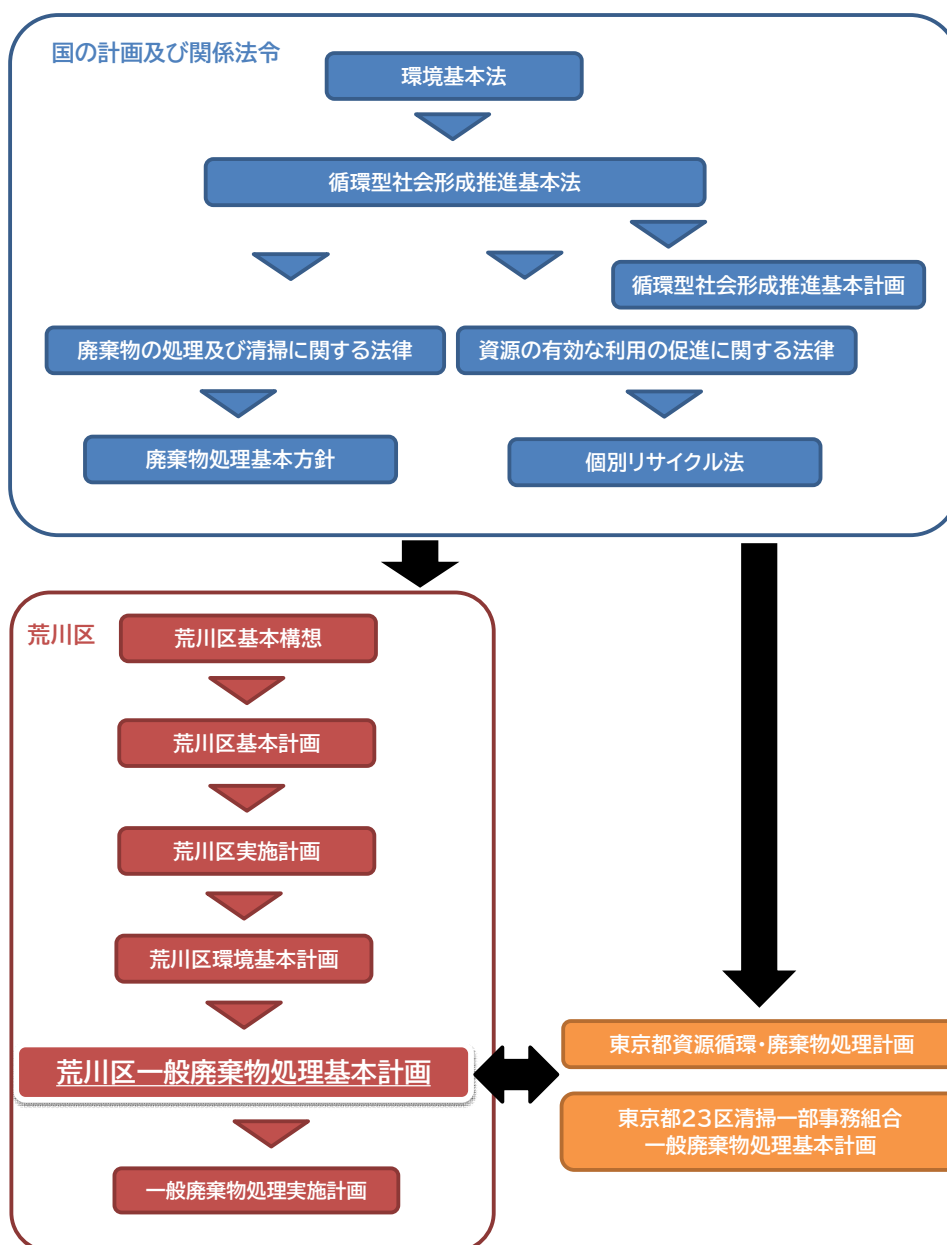 国の計画及び関係法令
環境基本法
循環型社会形成推進基本法
循環型社会形成推進基本計画
廃棄物の処理及び清掃に関する法律
資源の有効な利用の促進に関する法律
廃棄物処理基本方針
個別リサイクル法
荒川区
荒川区基本構想
荒川区基本計画
荒川区実施計画
荒川区環境基本計画
荒川区一般廃棄物処理基本計画
東京都資源循環・廃棄物処理計画
東京都23区清掃一部事務組合
一般廃棄物処理基本計画
一般廃棄物処理実施計画